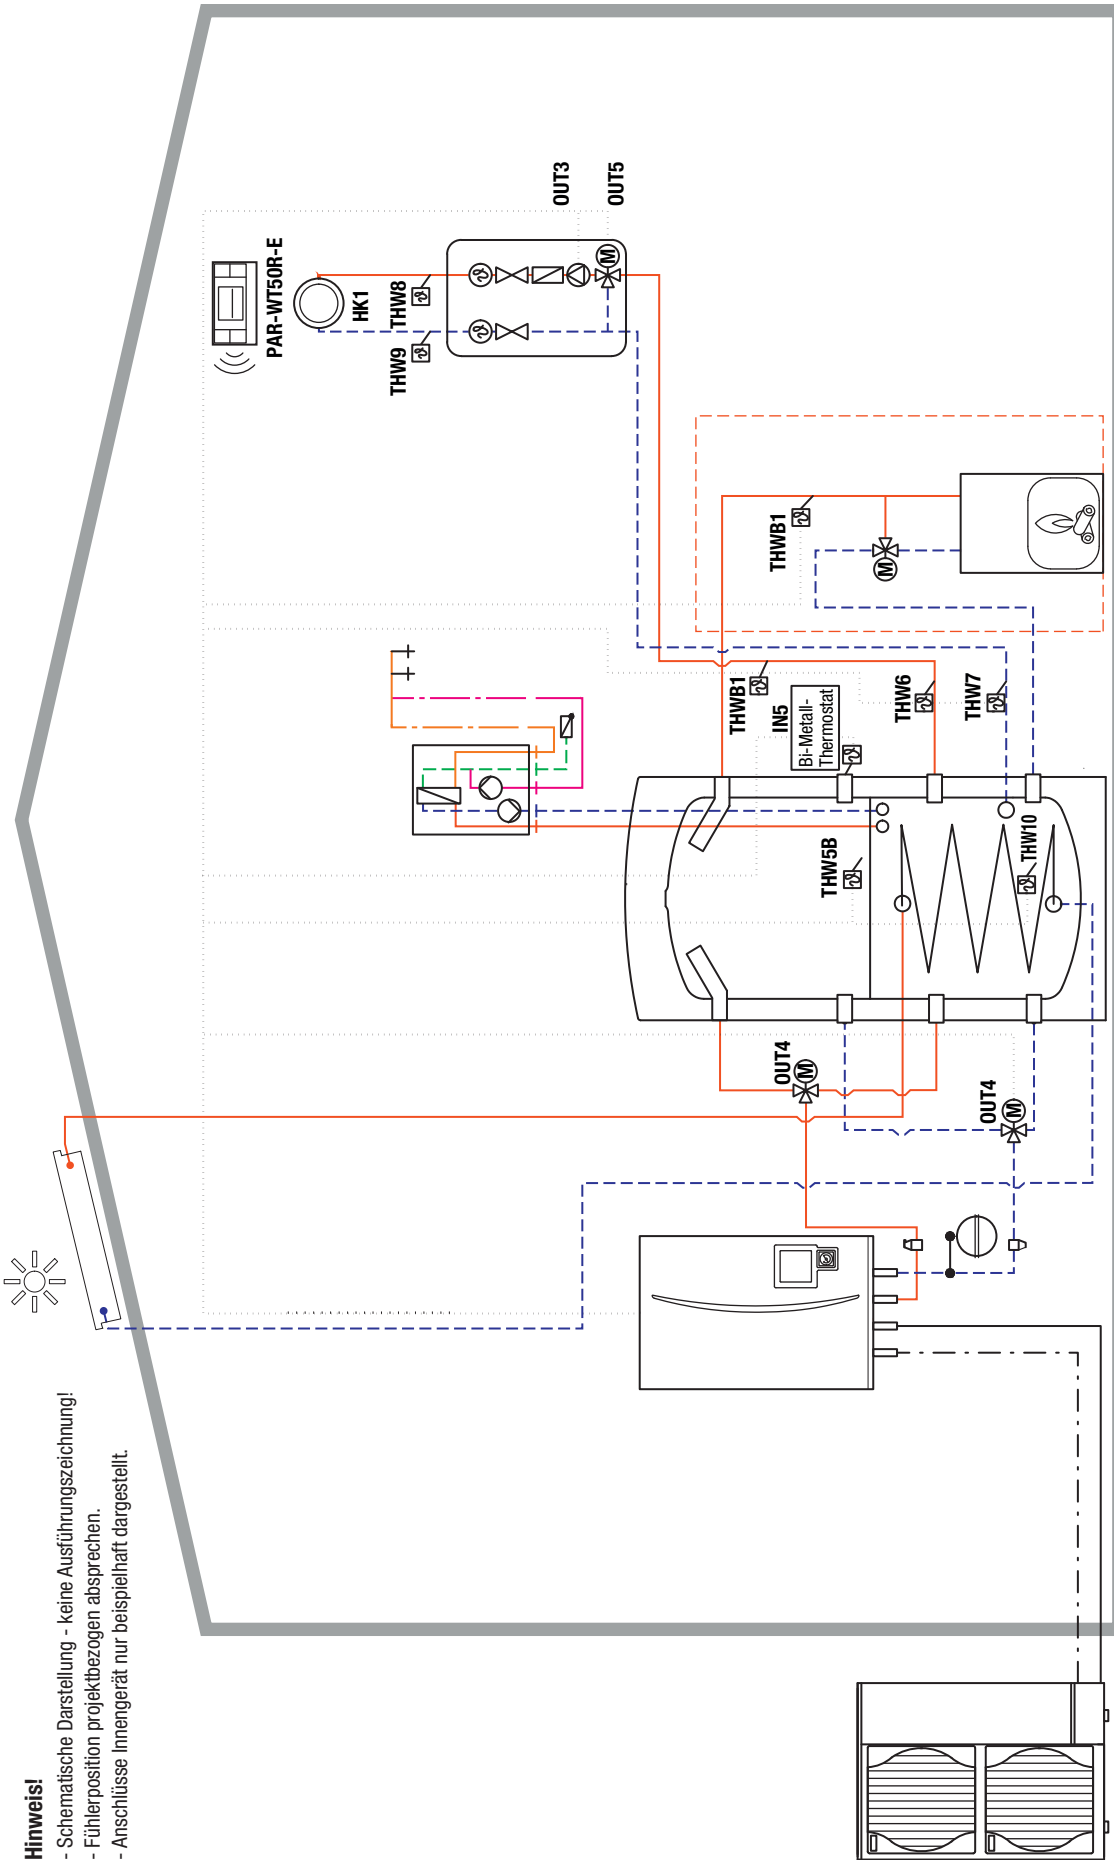 Hinweis!
- Schematische Darstellung - keine Ausführungszeichnung!
- Fühlerposition projektbezogen absprechen.
- Anschlüsse Innengerät nur beispielhaft dargestellt.
PAR-WT50R-E
HK1
THW9
THW8
OUT3
OUT5
M
THWB1
M
THWB1
IN5
Bi-Metall-
Thermostat
THW6
THW7
THW5B
THW10
OUT4
M
OUT4
M